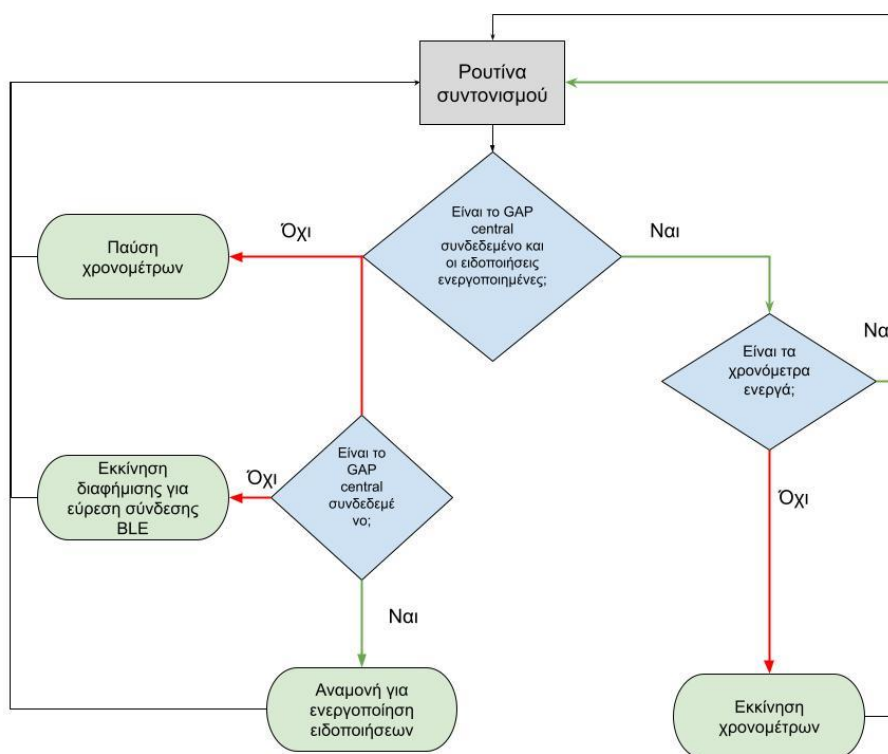 Ρουτίνα
συντονισμού
Είναι το GAP
central
συνδεδεμένο και
οι ειδοποιήσεις
ενεργοποιημένες;
Όχι
Ναι
Παύση
χρονομέτρων
Είναι τα
χρονόμετρα
ενεργά;
Να
Είναι το
GAP
central
συνδεδεμέ
νο;
Όχι
Εκκίνηση
διαφήμισης για
εύρεση σύνδεσης
BLE
Όχι
Ναι
Αναμονή για
ενεργοποίηση
ειδοποιήσεων
Εκκίνηση
χρονομέτρων